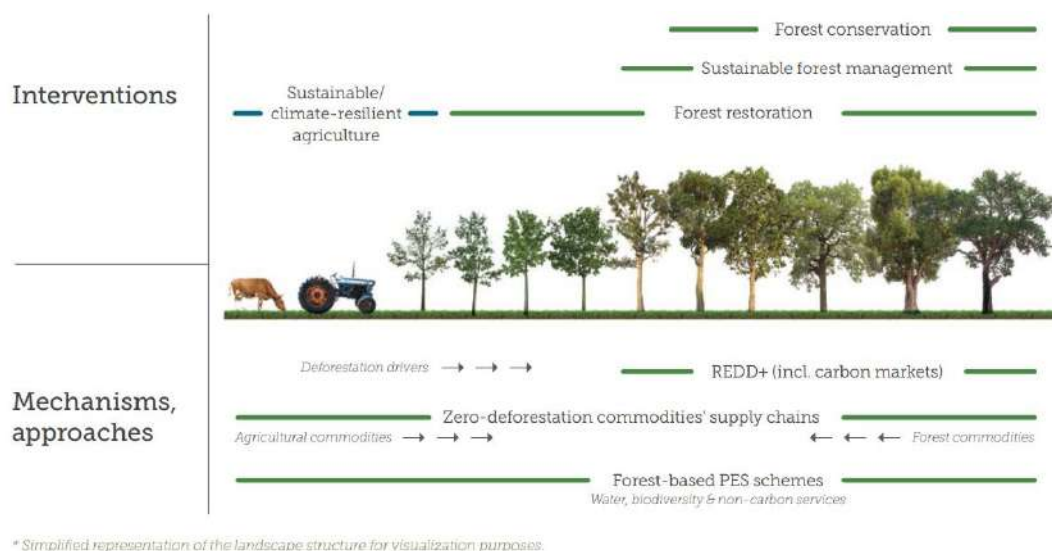 Forest conservation
Sustainable forest management
Interventions
Sustainable/
climate-resilient
agriculture
Forest restoration
Deforestation drivers
REDD+ (incl. carbon markets)
Mechanisms,
approaches
Zero-deforestation commodities' supply chains
Agricultural commodities
Forest commodities
Forest-based PES schemes
Water, biodiversity & non-carbon services
* Simplified representation of the landscape structure for visualization purposes.